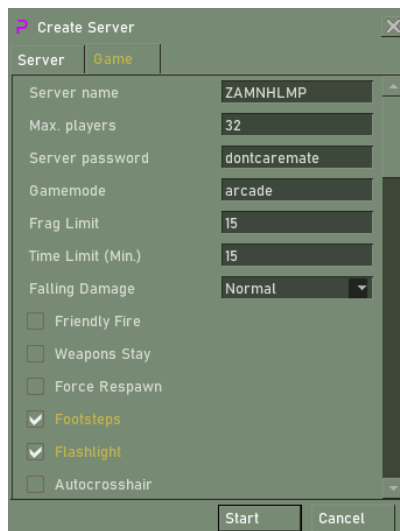 Create Server
Server Game
Server name ZAMNHLMP
Max. players 32
Server password dontcaremate
Gamemode arcade
Frag Limit 15
Time Limit (Min.) 15
Falling Damage Normal
Friendly Fire
Weapons Stay
Force Respawn
Footsteps
Flashlight
Autocrosshair
Start Cancel